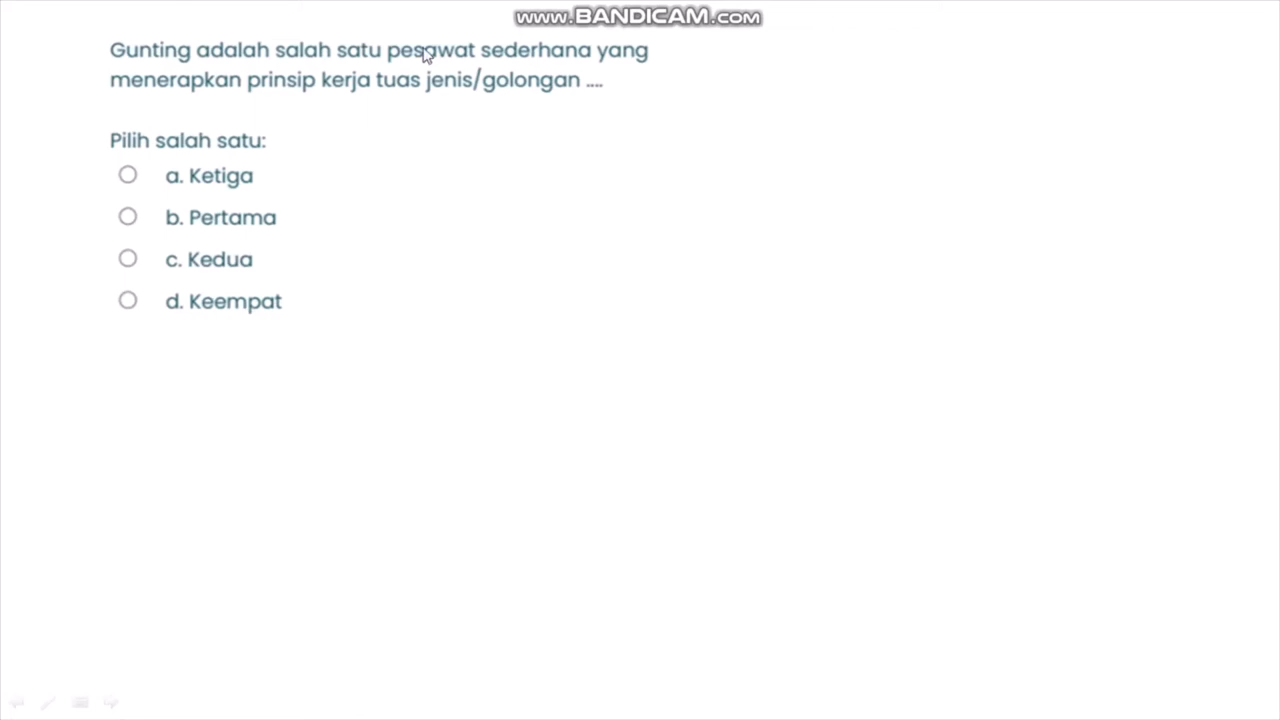 www.BANDICAM.com
Gunting adalah salah satu pesawat sederhana yang
menerapkan prinsip kerja tuas jenis/golongan ....
Pilih salah satu:
a. Ketiga
b. Pertama
c. Kedua
d. Keempat